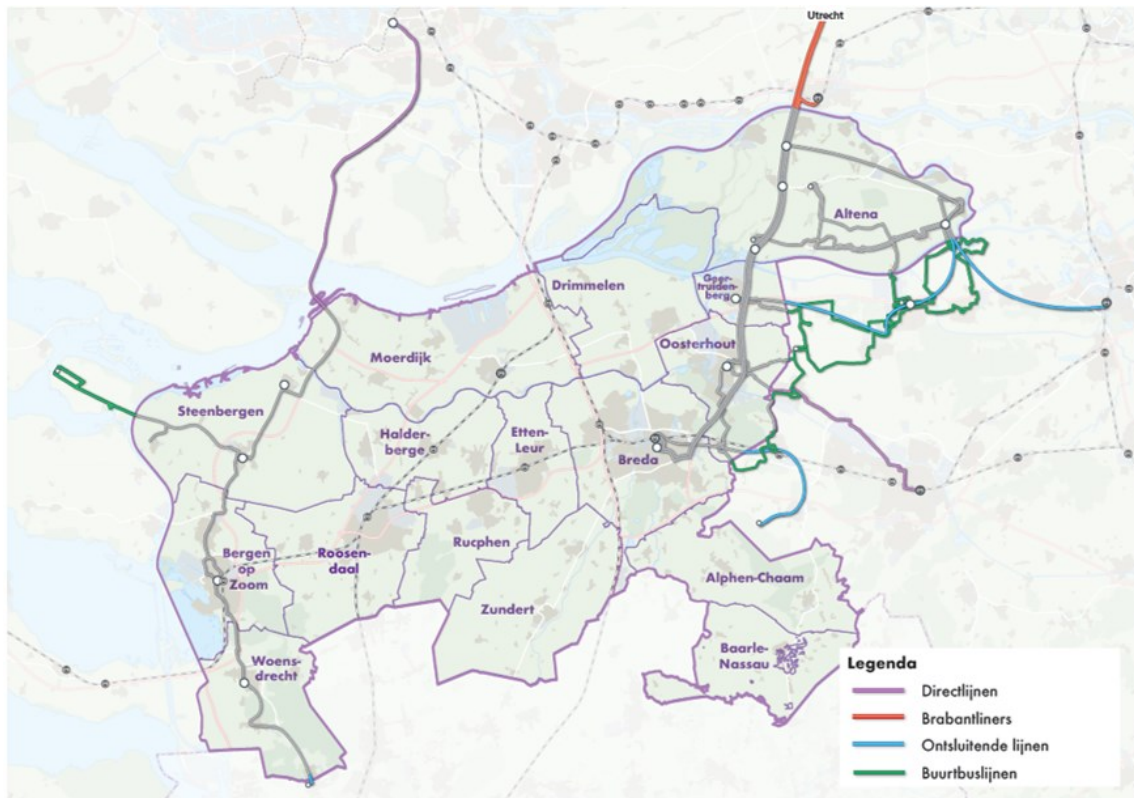 Utrecht
Altena
Geer-
truiden-
berg
Drimmelen
Oosterhout
Moerdijk
Steenbergen
Halder-
berge
Etten-
Leur
Breda
Bergen
op
Zoom
Roosen-
daal
Rucphen
Zundert
Alphen-Chaam
Baarle-
Nassau
Woens-
drecht
Legenda
Directlijnen
Brabantliners
Ontsluitende lijnen
Buurtbuslijnen